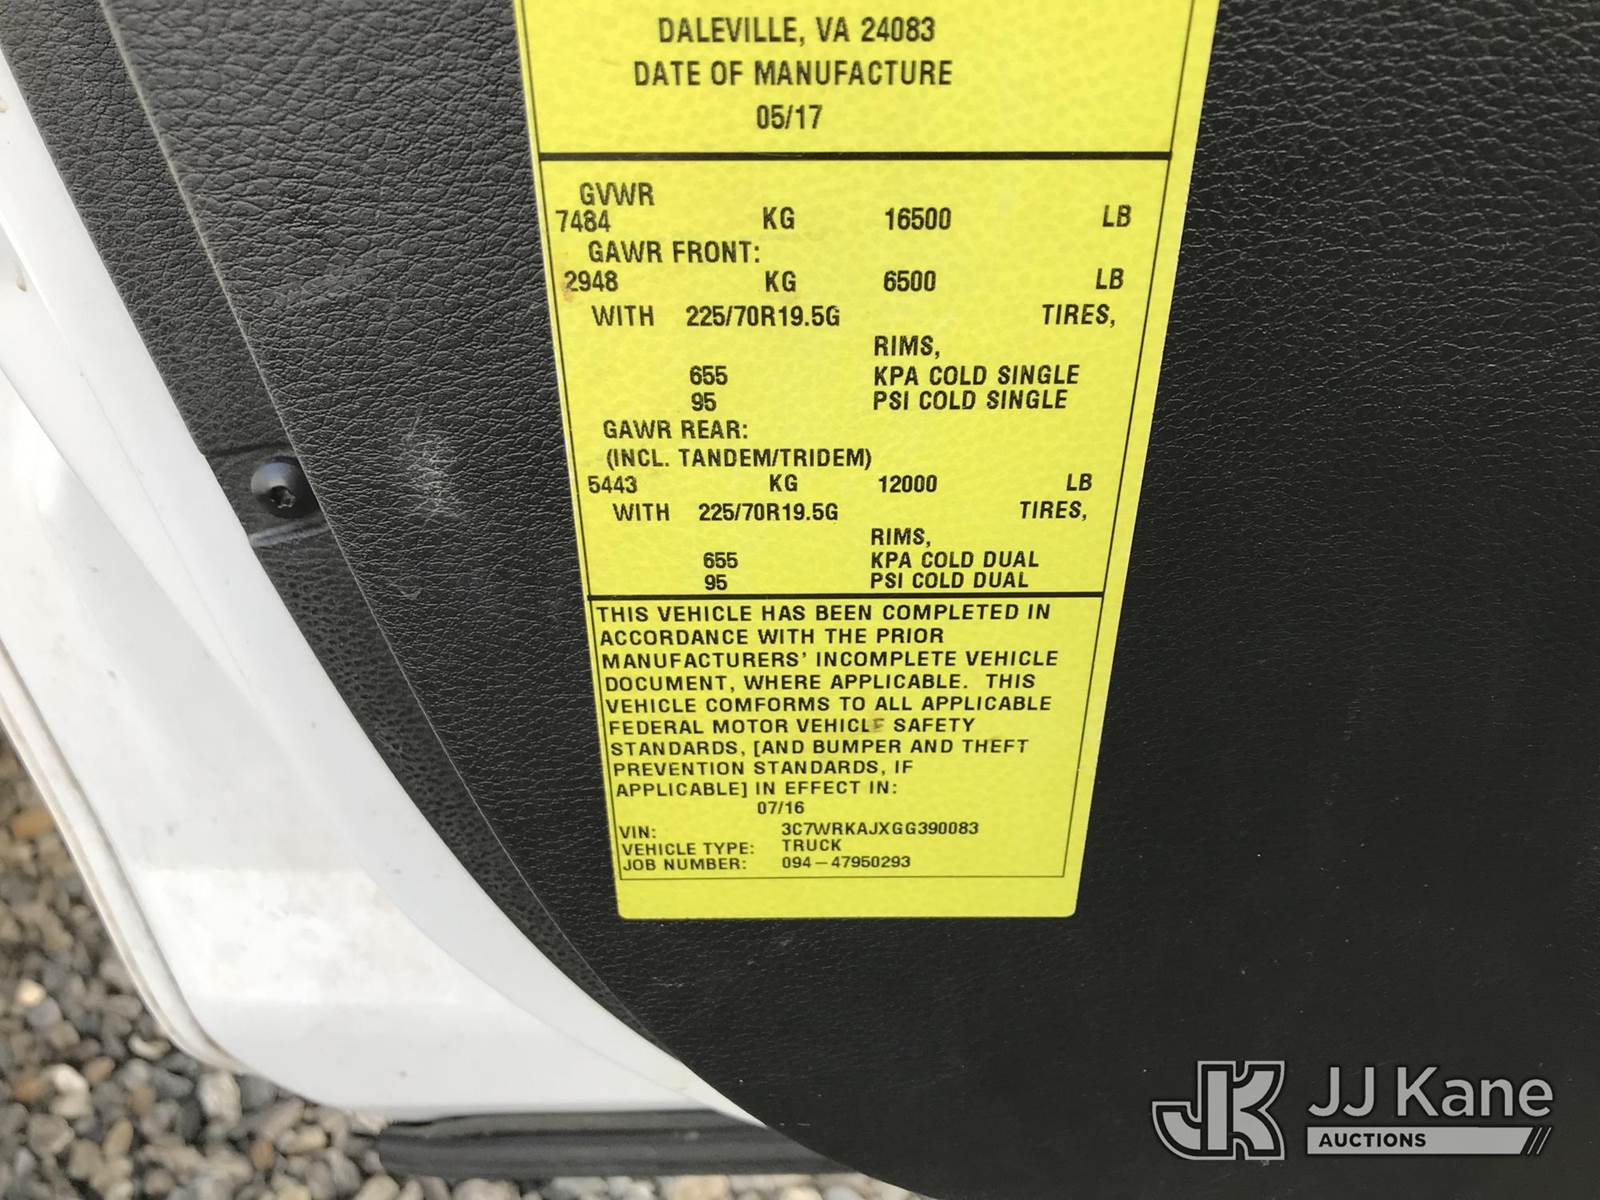 DALEVILLE, VA 24083
DATE OF MANUFACTURE
05/17
GVWR
7484 KG 16500 LB
GAWR FRONT:
2948 KG 6500 LB
WITH 225/70R19.5G TIRES,
RIMS,
655 KPA COLD SINGLE
95 PSI COLD SINGLE
GAWR REAR:
(INCL. TANDEM/TRIDEM)
5443 KG 12000 LB
WITH 225/70R19.5G TIRES,
RIMS,
655 KPA COLD DUAL
95 PSI COLD DUAL
THIS VEHICLE HAS BEEN COMPLETED IN
ACCORDANCE WITH THE PRIOR
MANUFACTURERS' INCOMPLETE VEHICLE
DOCUMENT, WHERE APPLICABLE. THIS
VEHICLE COMFORMS TO ALL APPLICABLE
FEDERAL MOTOR VEHICLE SAFETY
STANDARDS, [AND BUMPER AND THEFT
PREVENTION STANDARDS, IF
APPLICABLE] IN EFFECT IN:
07/16
VIN: 3C7WRKAJXGG390083
VEHICLE TYPE: TRUCK
JOB NUMBER: 094-47950293
JK JJ Kane
AUCTIONS